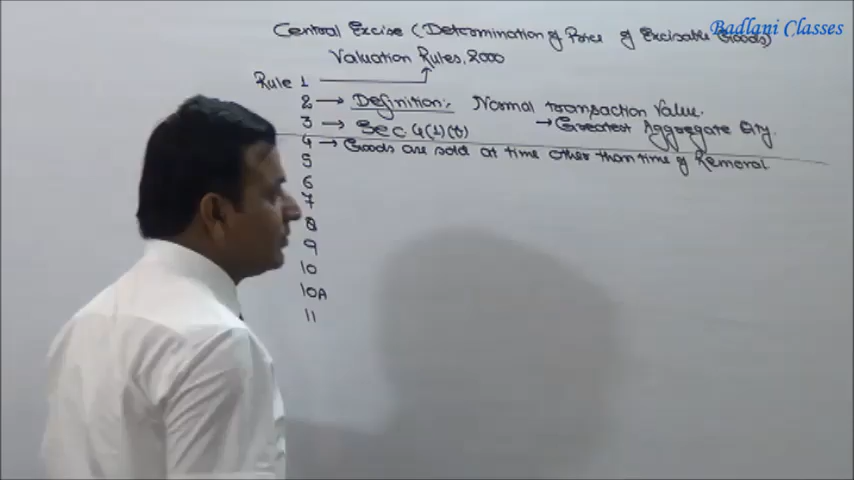 Badlani Classes
Central Excise (Determination of Price of Excisable Goods)
Valuation Rules, 2000
Rule 1
2 → Definition:- Normal transaction Value.
→ Greatest Aggregate Qty.
3 → Sec 4(1)(b)
4 → Goods are sold at time other than time of Removal
5
6
7
8
9
10
10A
11